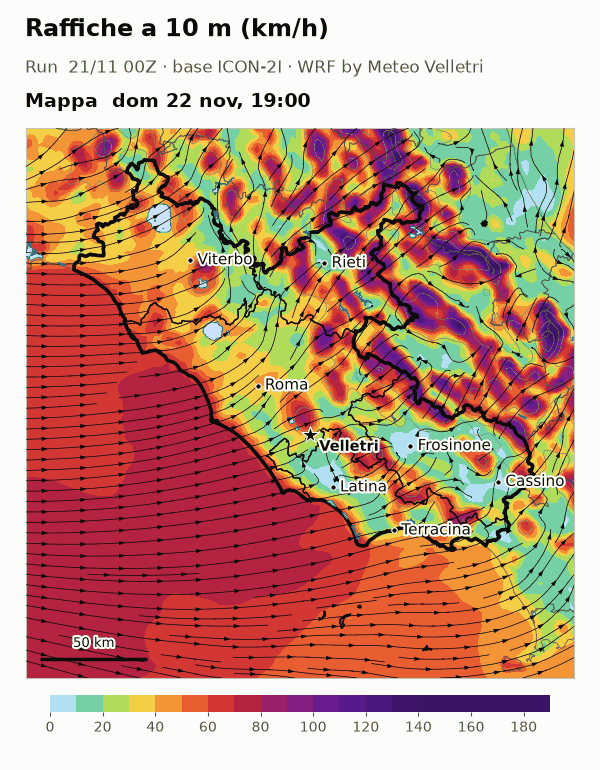 Raffiche a 10 m (km/h)
Run  21/11 00Z · base ICON-2I · WRF by Meteo Velletri
Mappa  dom 22 nov, 19:00
Viterbo
Rieti
Roma
Velletri
Frosinone
Cassino
Latina
Terracina
50 km
0 20 40 60 80 100 120 140 160 180